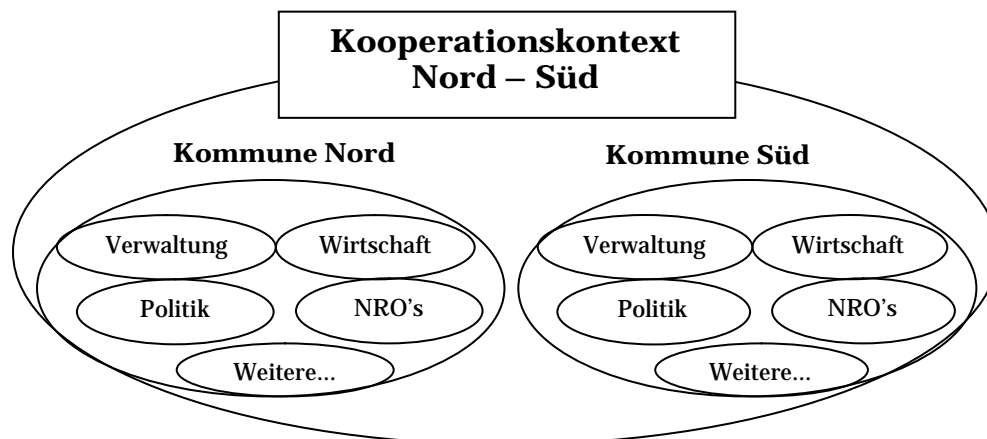 Kooperationskontext
Nord – Süd
Kommune Nord
Kommune Süd
Verwaltung
Wirtschaft
Politik
NRO's
Weitere...
Verwaltung
Wirtschaft
Politik
NRO's
Weitere...